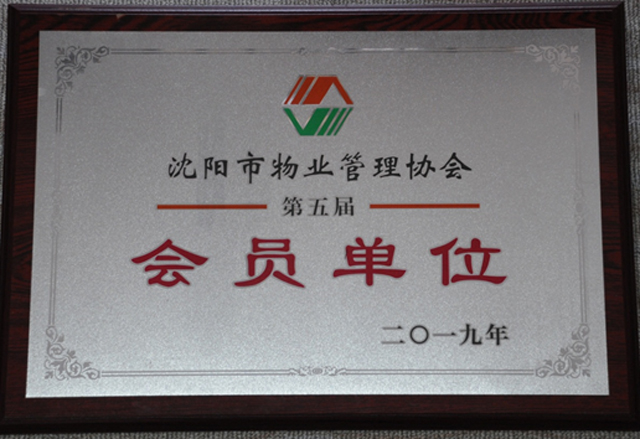 沈阳市物业管理协会
第五届
会员单位
二〇一九年